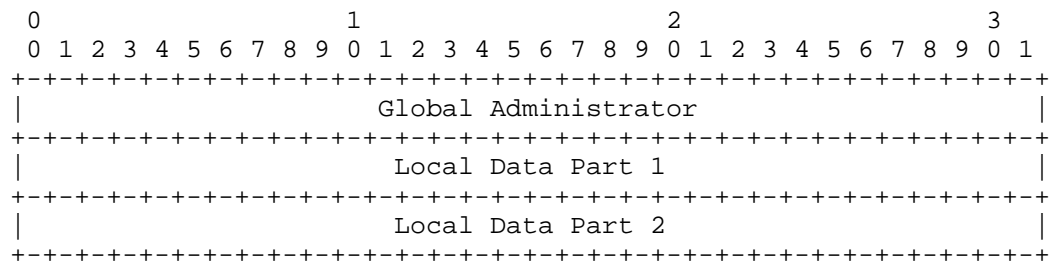 0                   1                   2                   3
 0 1 2 3 4 5 6 7 8 9 0 1 2 3 4 5 6 7 8 9 0 1 2 3 4 5 6 7 8 9 0 1
+-+-+-+-+-+-+-+-+-+-+-+-+-+-+-+-+-+-+-+-+-+-+-+-+-+-+-+-+-+-+-+-+
|                      Global Administrator                     |
+-+-+-+-+-+-+-+-+-+-+-+-+-+-+-+-+-+-+-+-+-+-+-+-+-+-+-+-+-+-+-+-+
|                       Local Data Part 1                       |
+-+-+-+-+-+-+-+-+-+-+-+-+-+-+-+-+-+-+-+-+-+-+-+-+-+-+-+-+-+-+-+-+
|                       Local Data Part 2                       |
+-+-+-+-+-+-+-+-+-+-+-+-+-+-+-+-+-+-+-+-+-+-+-+-+-+-+-+-+-+-+-+-+